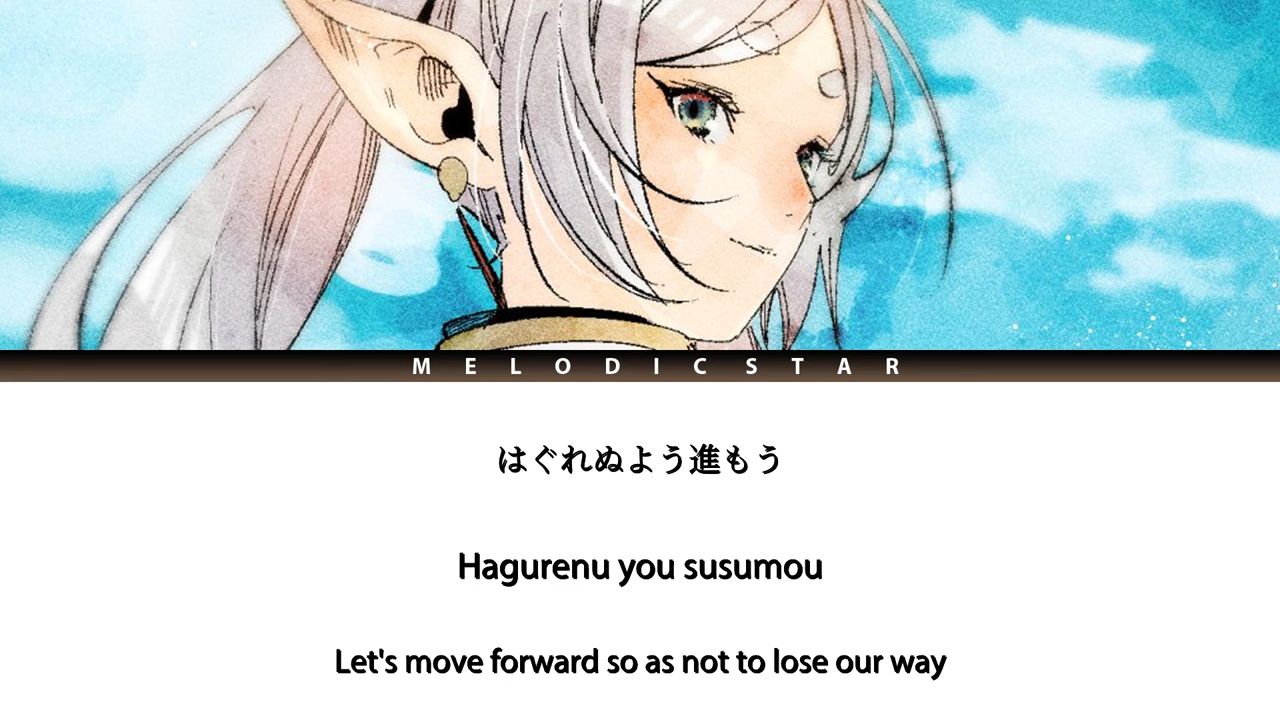 MELODICSTAR
はぐれぬよう進もう
Hagurenu you susumou
Let's move forward so as not to lose our way